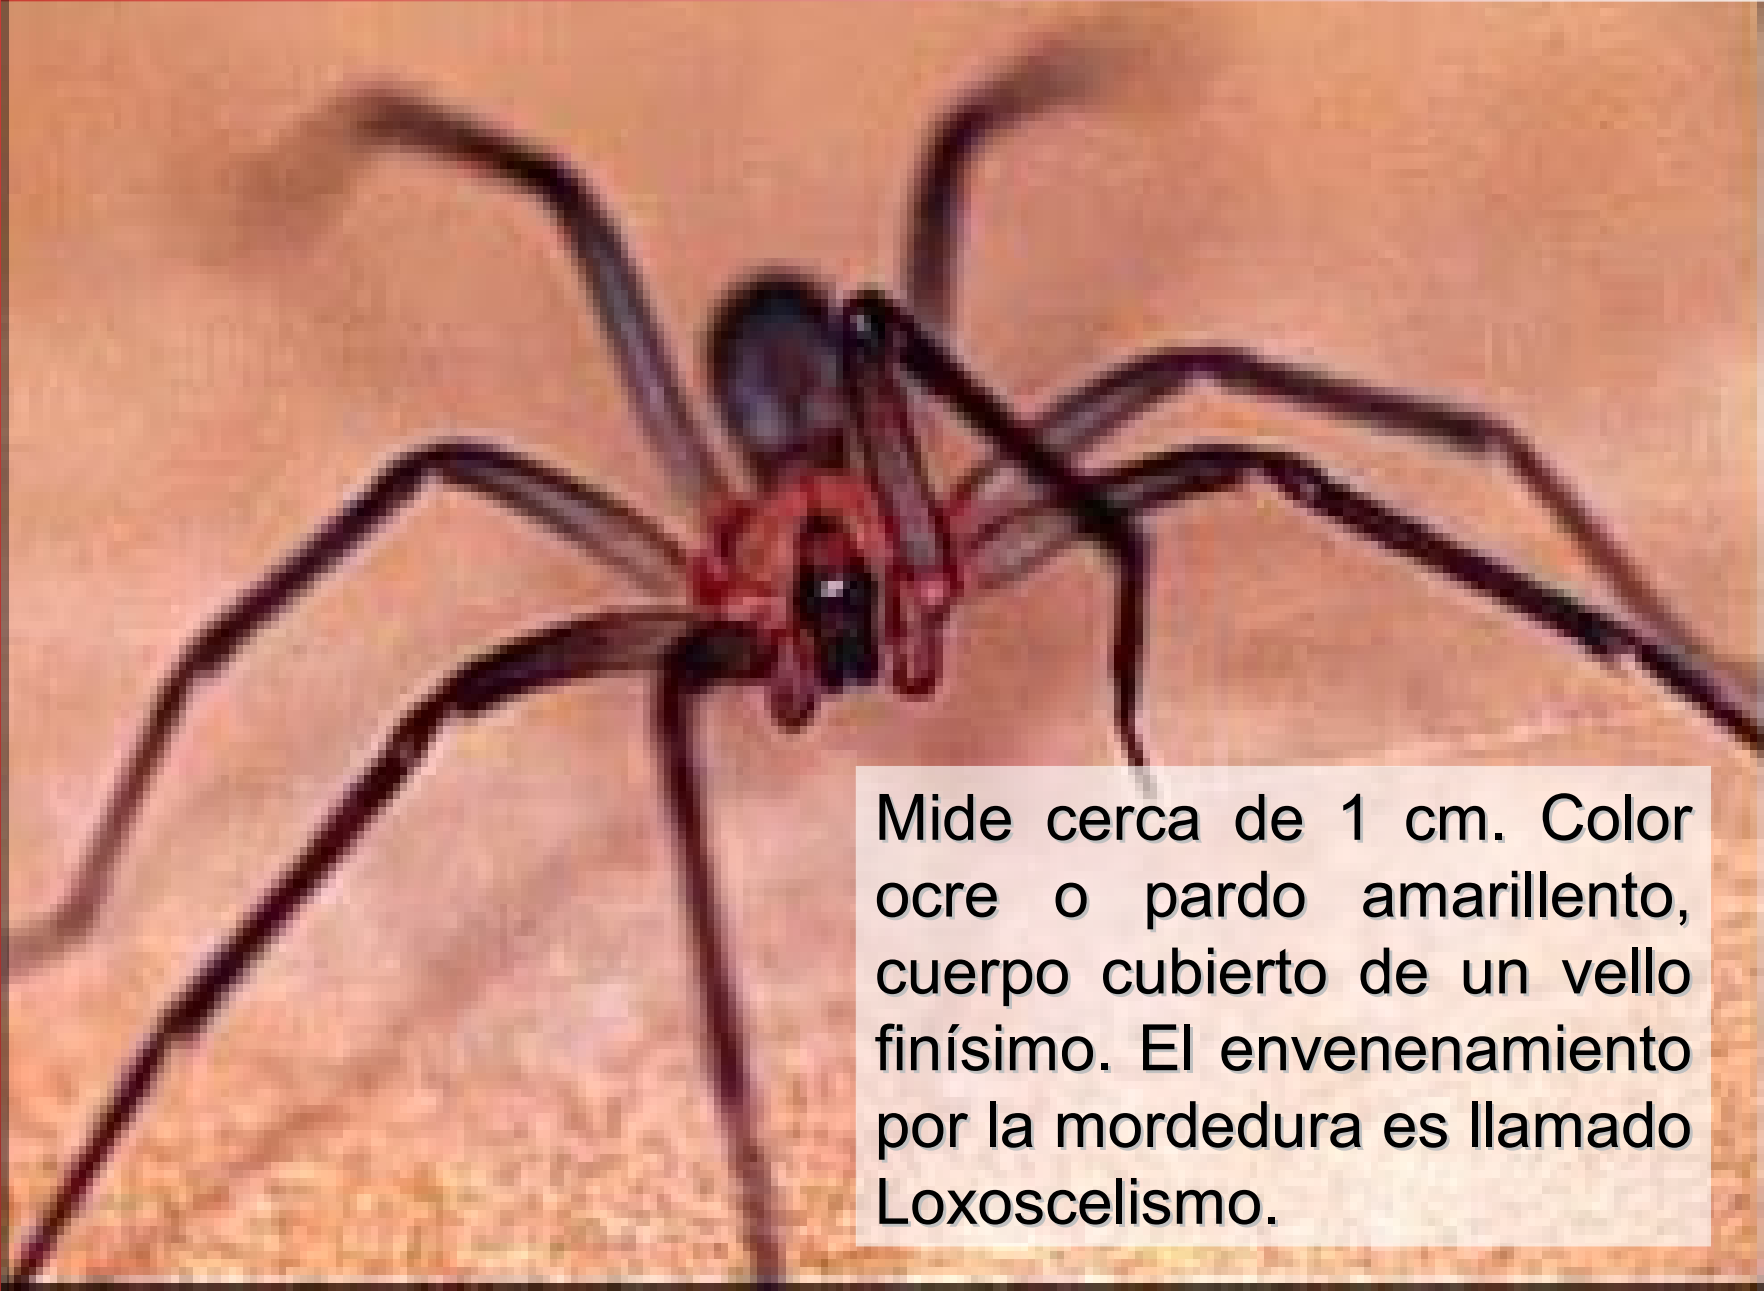 Mide cerca de 1 cm. Color
ocre o pardo amarillento,
cuerpo cubierto de un vello
finísimo. El envenenamiento
por la mordedura es llamado
Loxoscelismo.